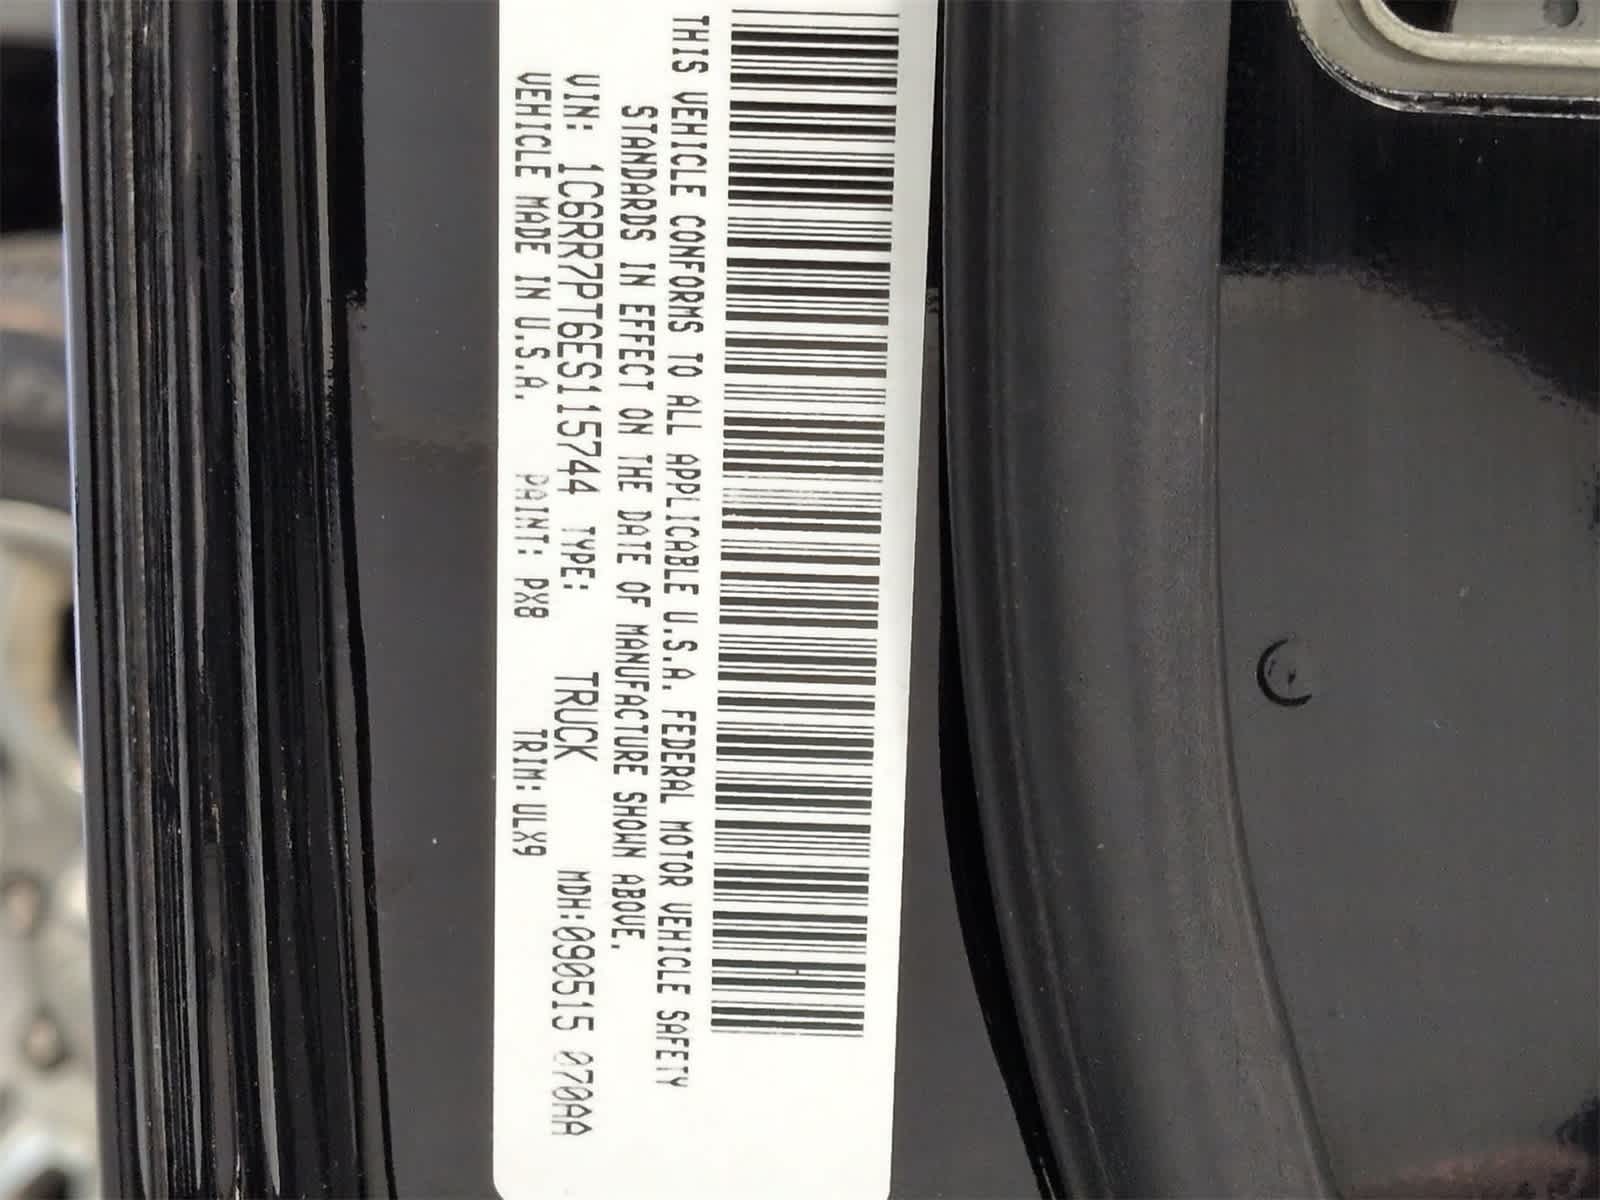 THIS VEHICLE CONFORMS TO ALL APPLICABLE U.S.A. FEDERAL MOTOR VEHICLE SAFETY
STANDARDS IN EFFECT ON THE DATE OF MANUFACTURE SHOWN ABOVE.
VIN: 1C6RR7PT6ES115744 TYPE: TRUCK MDH:090515 070AA
VEHICLE MADE IN U.S.A. PAINT: PX8 TRIM:ULX9